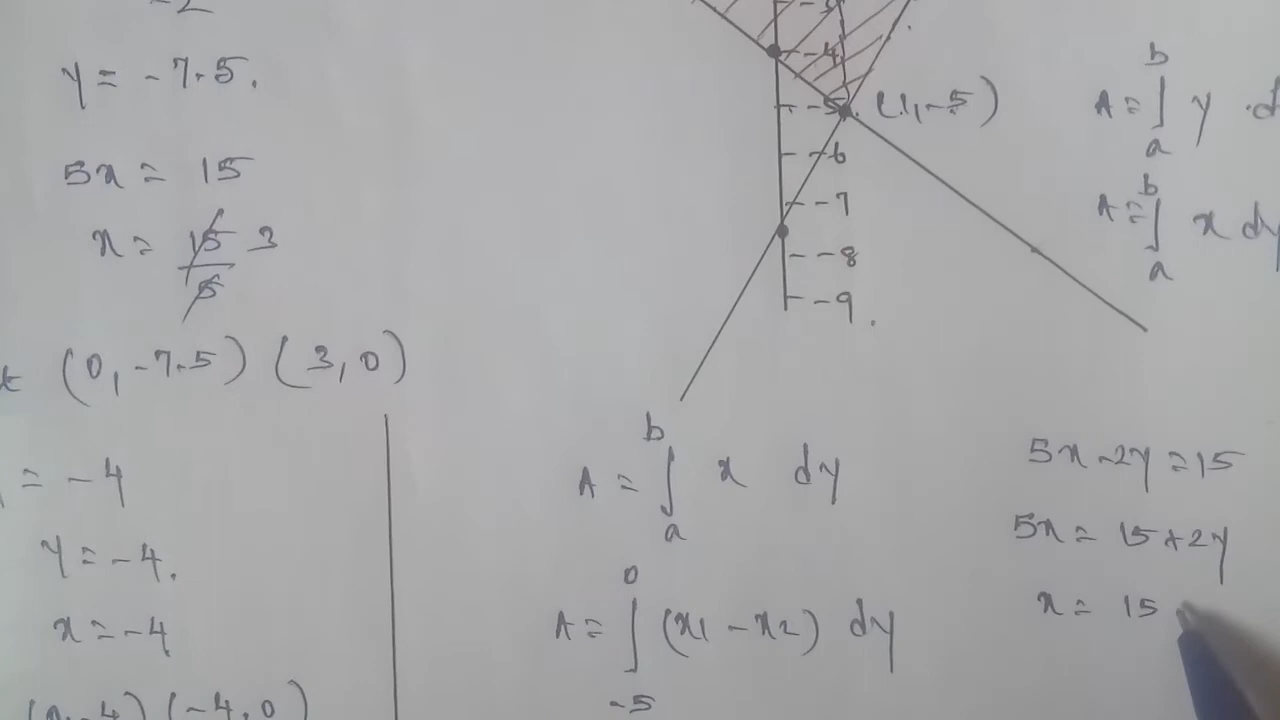 y = -7.5.
5x = 15
x = 15 3
5
(0, -7.5) (3, 0)
= -4
y = -4.
x = -4
(-4, 0)
-4
-5
(1, -5)
-6
-7
-8
-9
A = ∫ₐᵇ y . d
A = ∫ₐᵇ x dy
A = ∫ₐᵇ x dy
A = ∫₋₅⁰ (x1 - x2) dy
5x - 2y = 15
5x = 15 + 2y
x = 15